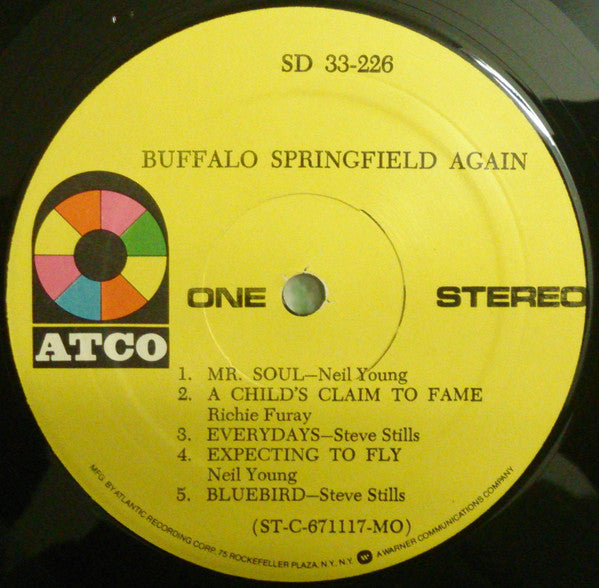 SD 33-226
BUFFALO SPRINGFIELD AGAIN
ATCO
ONE
STEREO
1. MR. SOUL—Neil Young
2. A CHILD'S CLAIM TO FAME
Richie Furay
3. EVERYDAYS—Steve Stills
4. EXPECTING TO FLY
Neil Young
5. BLUEBIRD—Steve Stills
(ST-C-671117-MO)
MFG. BY ATLANTIC RECORDING CORP. 75 ROCKEFELLER PLAZA, N.Y. N.Y. W A WARNER COMMUNICATIONS COMPANY